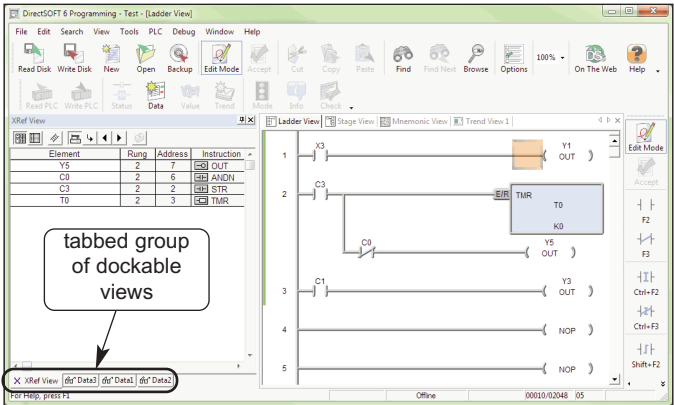 DirectSOFT 6 Programming - Test - [Ladder View]
File Edit Search View Tools PLC Debug Window Help
Read Disk Write Disk New Open Backup Edit Mode Accept Cut Copy Paste Find Find Next Browse Options 100% On The Web Help
Read PLC Write PLC Status Data Value Trend Mode Info Check
XRef View
Element Rung Address Instruction
Y5 2 7 OUT
C0 2 6 ANDN
C3 2 2 STR
T0 2 3 TMR
tabbed group
of dockable
views
XRef View Data3 Data1 Data2
For Help, press F1
Ladder View Stage View Mnemonic View Trend View 1
1 X3 Y1
OUT
2 C3 E/R TMR
T0
K0
C0 Y5
OUT
3 C1 Y3
OUT
4 NOP
5 NOP
Edit Mode
Accept
F2
F3
Ctrl+F2
Ctrl+F3
Shift+F2
Offline 00010/02048 05